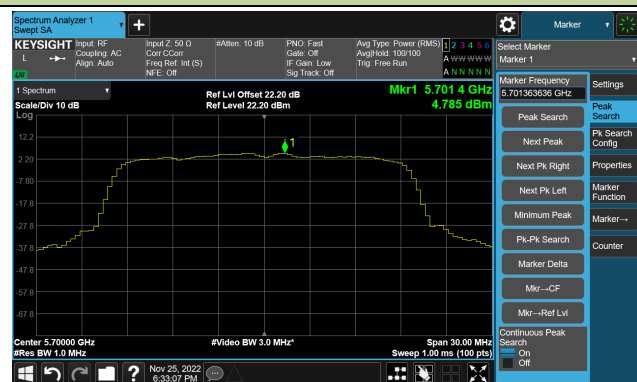 Spectrum Analyzer 1
Swept SA
Marker
KEYSIGHT
L
LXI
Input: RF
Coupling: AC
Align: Auto
Input Z: 50 Ω
Corr CCorr
Freq Ref: Int (S)
NFE: Off
#Atten: 10 dB
PNO: Fast
Gate: Off
IF Gain: Low
Sig Track: Off
Avg Type: Power (RMS)
Avg|Hold: 100/100
Trig: Free Run
1 2 3 4 5 6
A W W W W W
A N N N N N
Select Marker
Marker 1
1 Spectrum
Scale/Div 10 dB
Log
Ref Lvl Offset 22.20 dB
Ref Level 22.20 dBm
Mkr1 5.701 4 GHz
4.785 dBm
1
12.2
2.20
-7.80
-17.8
-27.8
-37.8
-47.8
-57.8
-67.8
Center 5.70000 GHz
#Res BW 1.0 MHz
#Video BW 3.0 MHz*
Span 30.00 MHz
Sweep 1.00 ms (100 pts)
Marker Frequency
5.701363636 GHz
Peak Search
Next Peak
Next Pk Right
Next Pk Left
Minimum Peak
Pk-Pk Search
Marker Delta
Mkr→CF
Mkr→Ref Lvl
Continuous Peak
Search
On
Off
Settings
Peak
Search
Pk Search
Config
Properties
Marker
Function
Marker→
Counter
?
Nov 25, 2022
6:33:07 PM